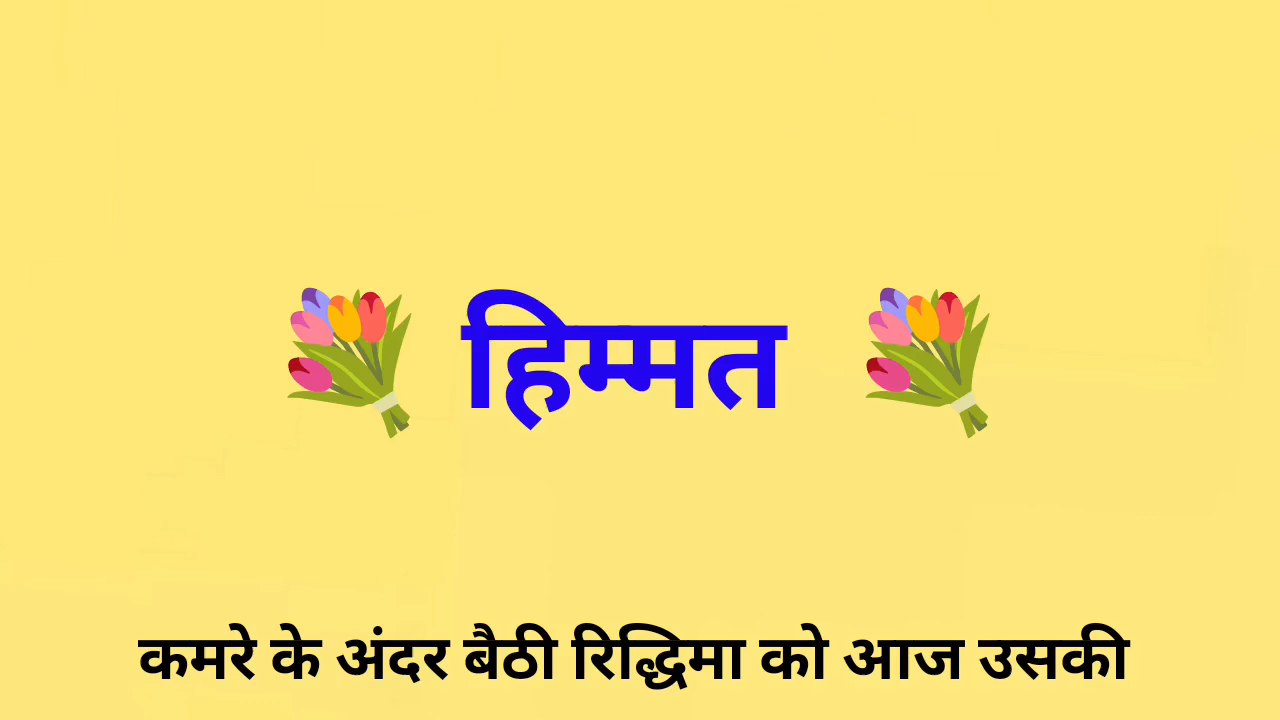 💐 हिम्मत 💐
कमरे के अंदर बैठी रिद्धिमा को आज उसकी